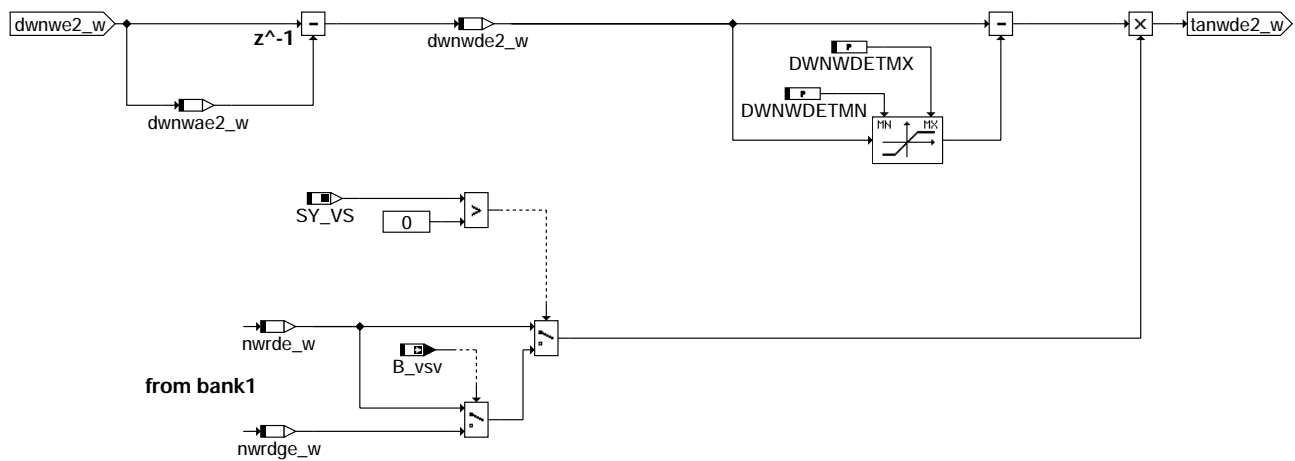 dwnwe2_w
-
z^-1
dwnwde2_w
-
×
tanwde2_w
P
DWNWDETMX
P
DWNWDETMN
dwnwae2_w
MN MX
SY_VS
>
0
nwrde_w
B_vsv
from bank1
nwrdge_w